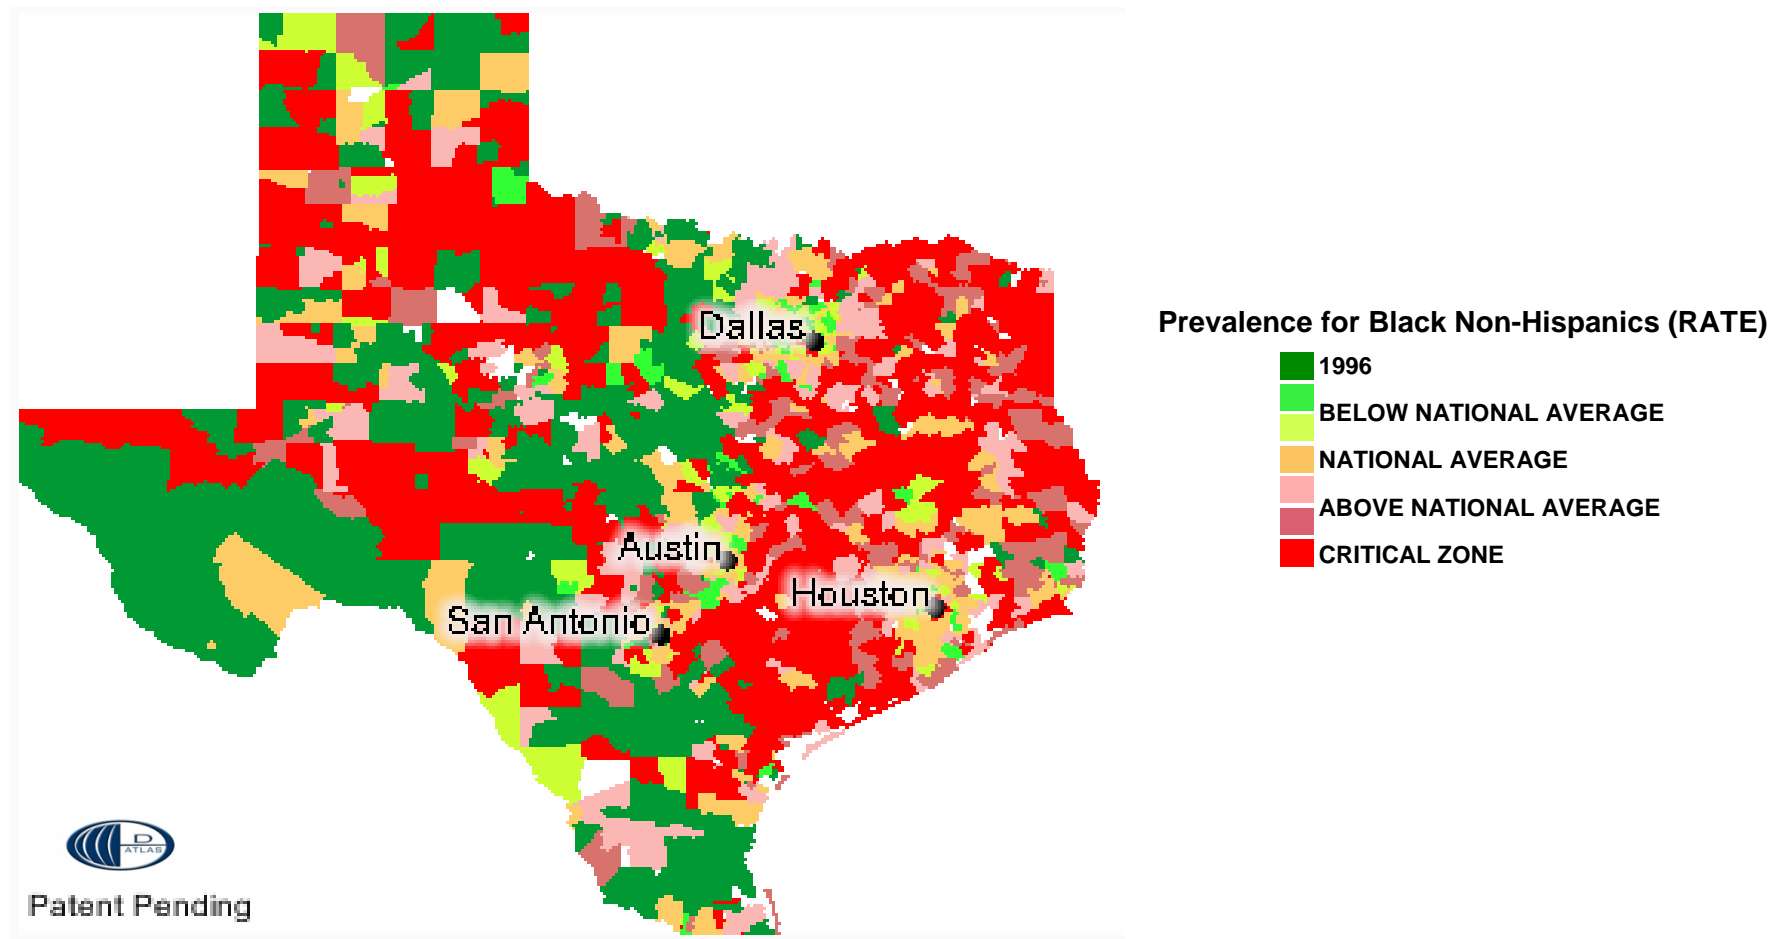 Dallas
Austin
Houston
San Antonio
D
ATLAS
Patent Pending
Prevalence for Black Non-Hispanics (RATE)
1996
BELOW NATIONAL AVERAGE
NATIONAL AVERAGE
ABOVE NATIONAL AVERAGE
CRITICAL ZONE